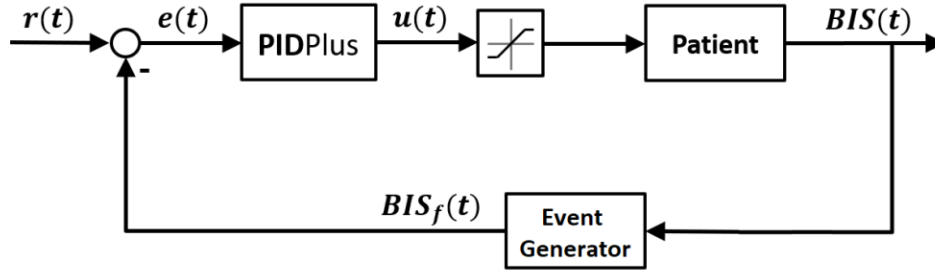 r(t)
e(t)
PIDPlus
u(t)
Patient
BIS(t)
-
BIS_f(t)
Event
Generator